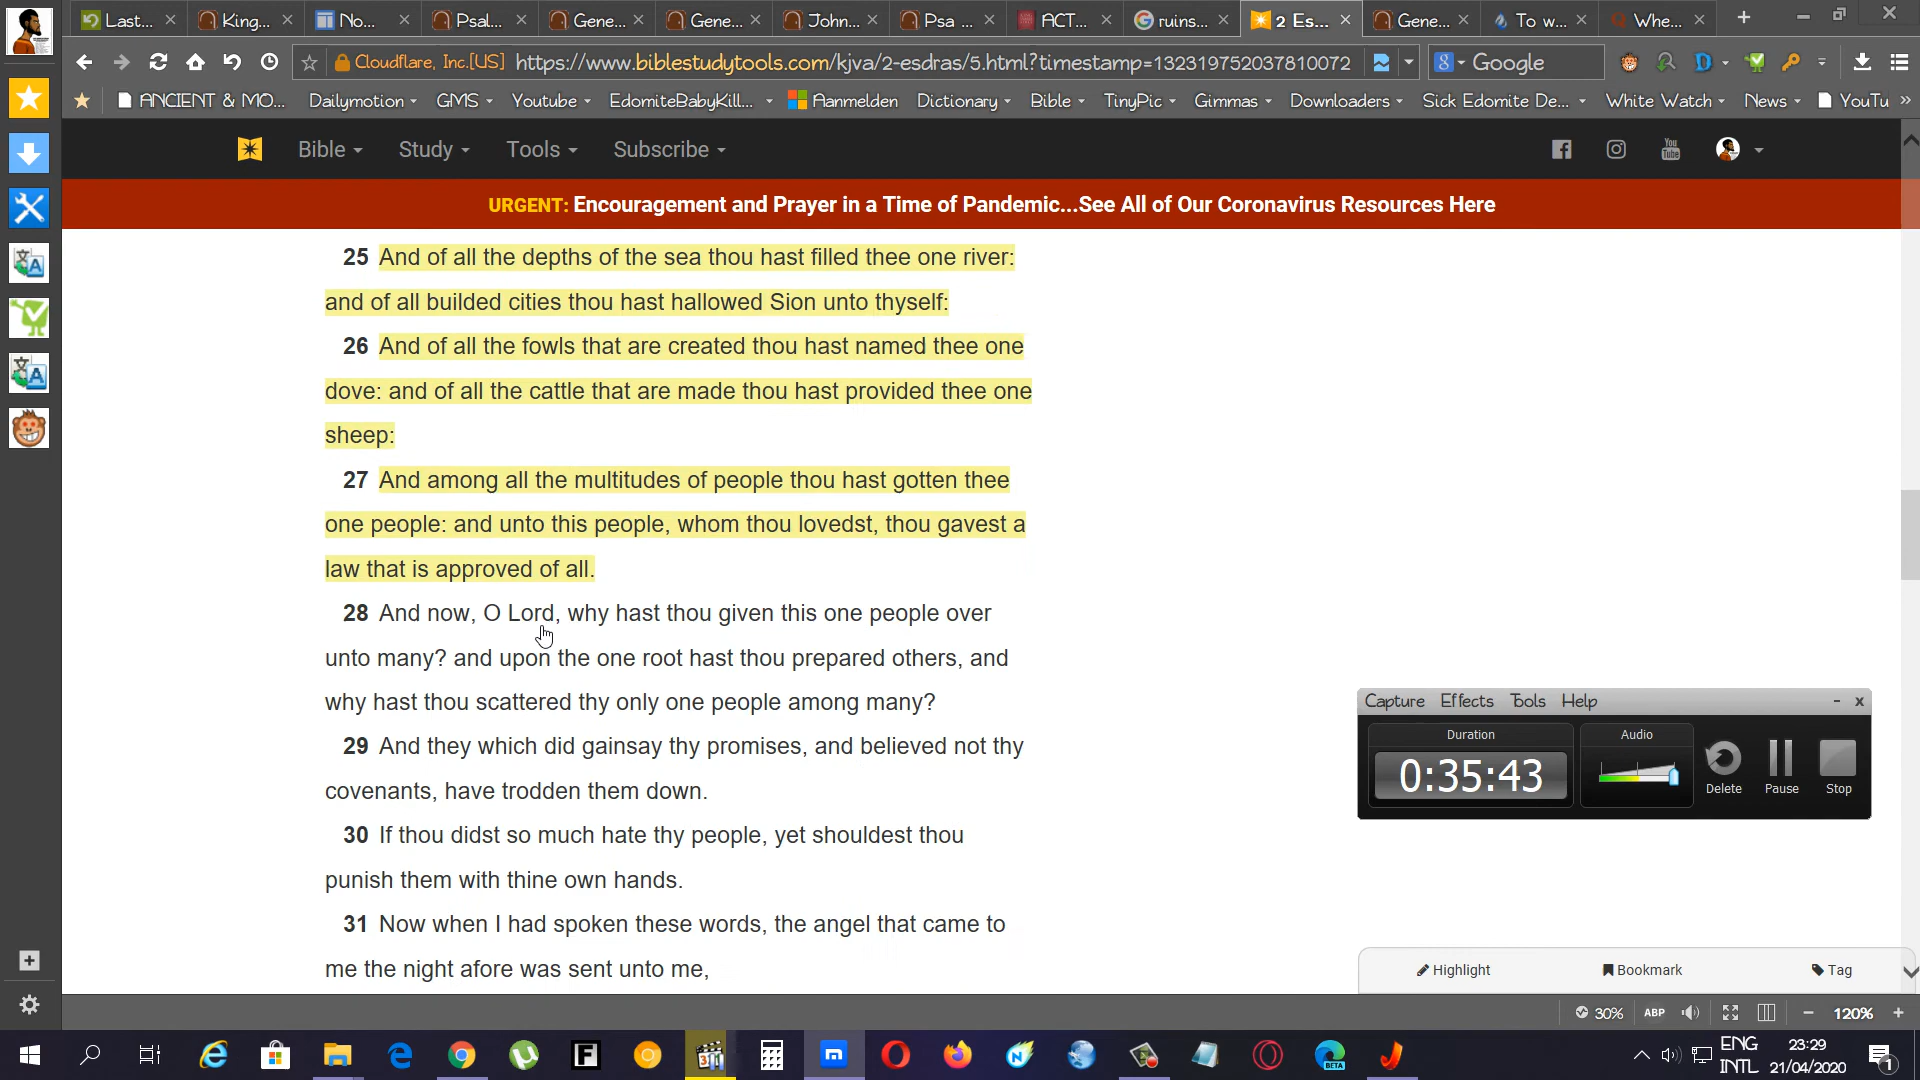 Last...
King...
No...
Psal...
Gene...
Gene...
John...
Psa ...
ACT...
ruins...
2 Es...
Gene...
To w...
Whe...
Cloudflare, Inc.[US] https://www.biblestudytools.com/kjva/2-esdras/5.html?timestamp=132319752037810072
Google
ANCIENT & MO... Dailymotion GMS Youtube EdomiteBabyKill... Aanmelden Dictionary Bible TinyPic Gimmas Downloaders Sick Edomite De... White Watch News YouTu
Bible Study Tools Subscribe
You Tube
URGENT: Encouragement and Prayer in a Time of Pandemic...See All of Our Coronavirus Resources Here
25 And of all the depths of the sea thou hast filled thee one river:
and of all builded cities thou hast hallowed Sion unto thyself:
26 And of all the fowls that are created thou hast named thee one
dove: and of all the cattle that are made thou hast provided thee one
sheep:
27 And among all the multitudes of people thou hast gotten thee
one people: and unto this people, whom thou lovedst, thou gavest a
law that is approved of all.
28 And now, O Lord, why hast thou given this one people over
unto many? and upon the one root hast thou prepared others, and
why hast thou scattered thy only one people among many?
29 And they which did gainsay thy promises, and believed not thy
covenants, have trodden them down.
30 If thou didst so much hate thy people, yet shouldest thou
punish them with thine own hands.
31 Now when I had spoken these words, the angel that came to
me the night afore was sent unto me,
Capture Effects Tools Help
Duration
Audio
0:35:43
Delete Pause Stop
Highlight Bookmark Tag
30% ABP 120%
ENG
INTL
23:29
21/04/2020
1
BETA